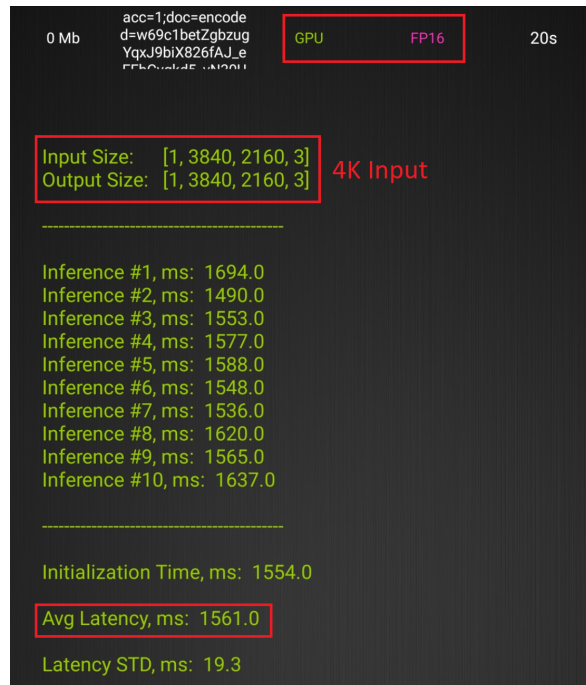 0 Mb
acc=1;doc=encode
d=w69c1betZgbzug
YqxJ9biX826fAJ_e
GPU FP16 20s
Input Size: [1, 3840, 2160, 3]
Output Size: [1, 3840, 2160, 3]
4K Input
Inference #1, ms: 1694.0
Inference #2, ms: 1490.0
Inference #3, ms: 1553.0
Inference #4, ms: 1577.0
Inference #5, ms: 1588.0
Inference #6, ms: 1548.0
Inference #7, ms: 1536.0
Inference #8, ms: 1620.0
Inference #9, ms: 1565.0
Inference #10, ms: 1637.0
Initialization Time, ms: 1554.0
Avg Latency, ms: 1561.0
Latency STD, ms: 19.3